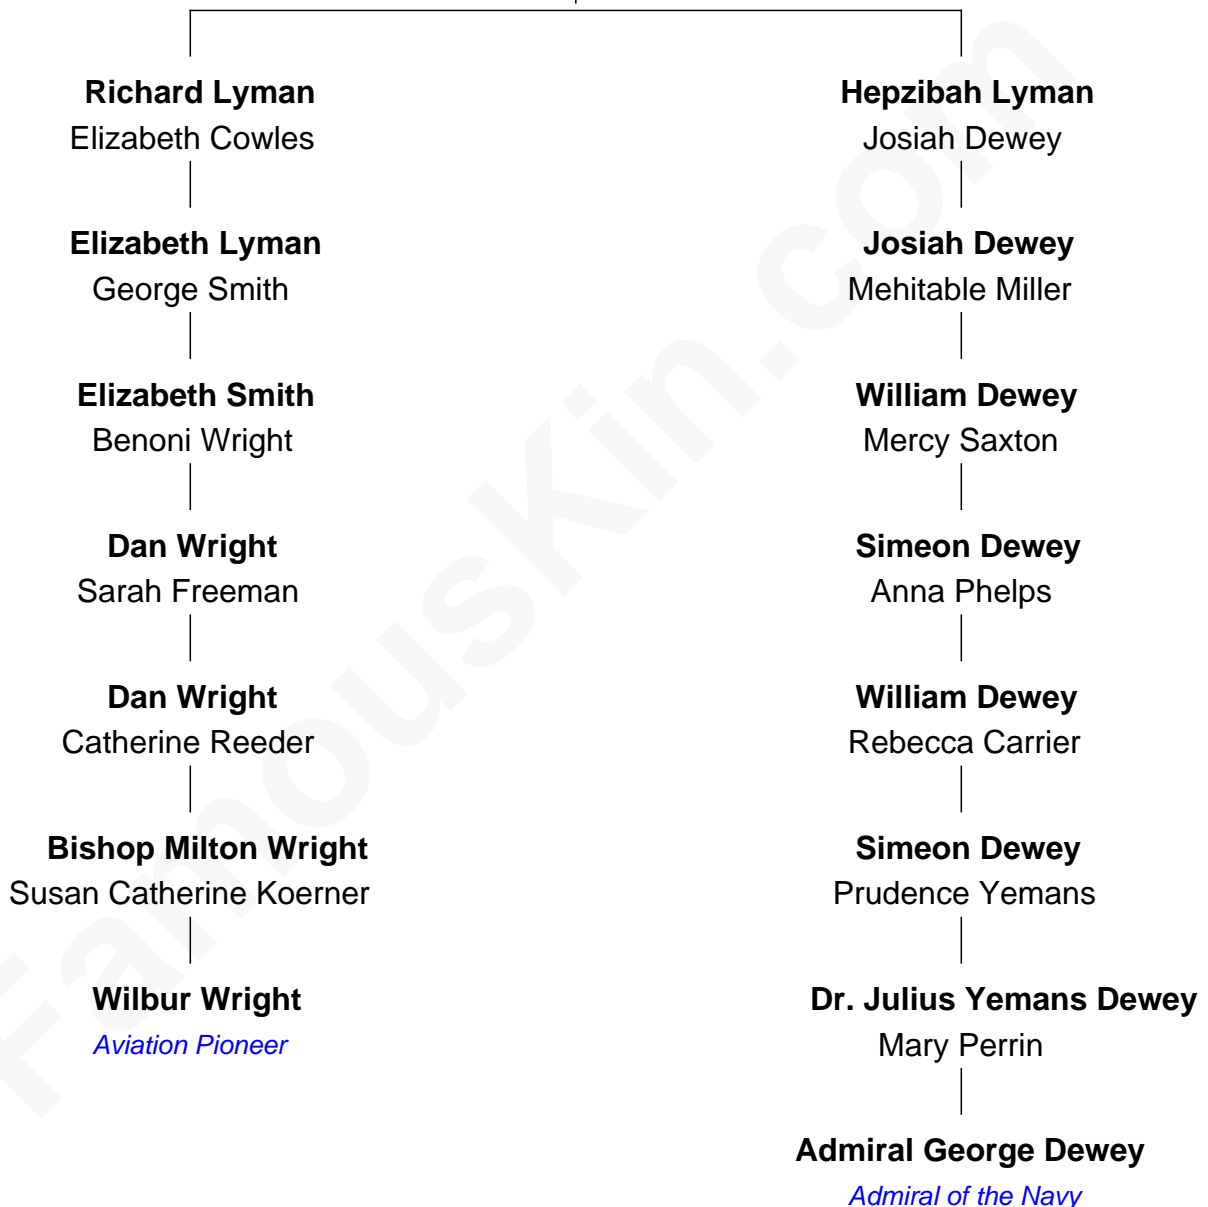 Richard Lyman
Elizabeth Cowles
Elizabeth Lyman
George Smith
Elizabeth Smith
Benoni Wright
Dan Wright
Sarah Freeman
Dan Wright
Catherine Reeder
Bishop Milton Wright
Susan Catherine Koerner
Wilbur Wright
Aviation Pioneer
Hepzibah Lyman
Josiah Dewey
Josiah Dewey
Mehitable Miller
William Dewey
Mercy Saxton
Simeon Dewey
Anna Phelps
William Dewey
Rebecca Carrier
Simeon Dewey
Prudence Yemans
Dr. Julius Yemans Dewey
Mary Perrin
Admiral George Dewey
Admiral of the Navy
FamousKin.com